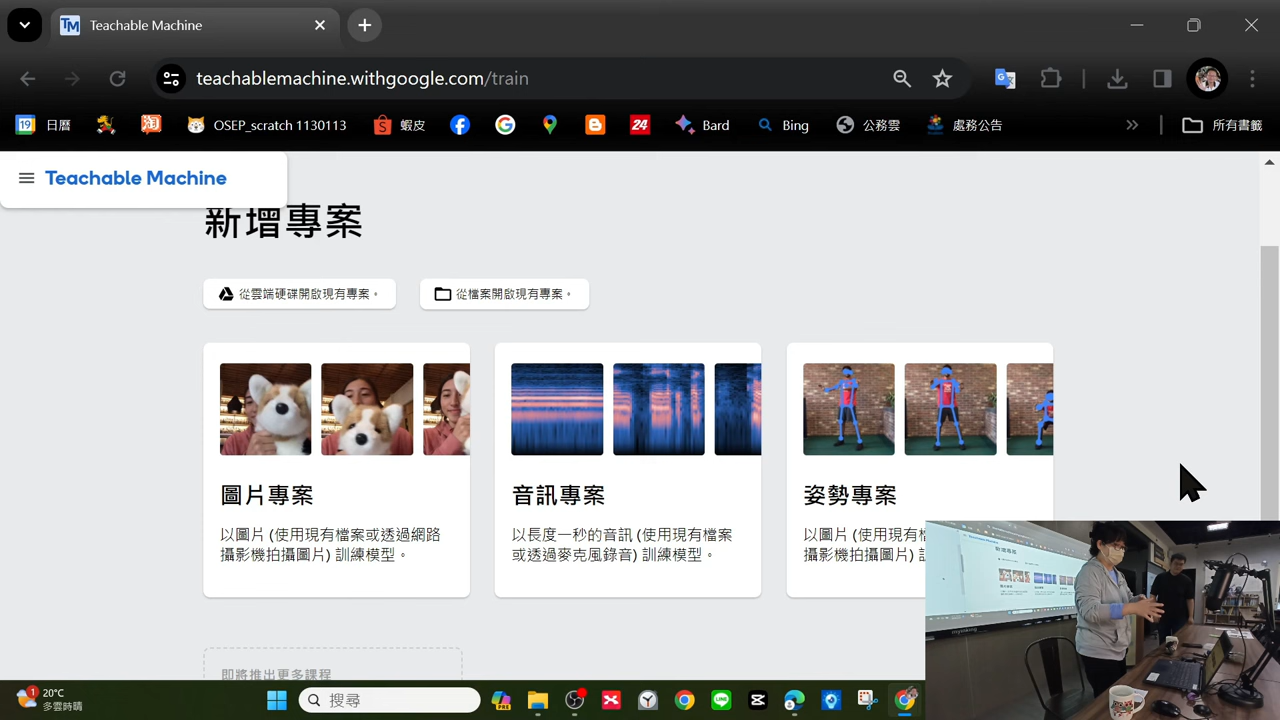 Teachable Machine
teachablemachine.withgoogle.com/train
19
日曆
淘
OSEP_scratch 1130113
蝦皮
24
Bard
Bing
公務雲
處務公告
»
所有書籤
Teachable Machine
新增專案
從雲端硬碟開啟現有專案。
從檔案開啟現有專案。
圖片專案
以圖片 (使用現有檔案或透過網路
攝影機拍攝圖片) 訓練模型。
音訊專案
以長度一秒的音訊 (使用現有檔案
或透過麥克風錄音) 訓練模型。
姿勢專案
以圖片 (使用現有
攝影機拍攝圖片)
即將推出更多課程
1
20°C
多雲時晴
搜尋